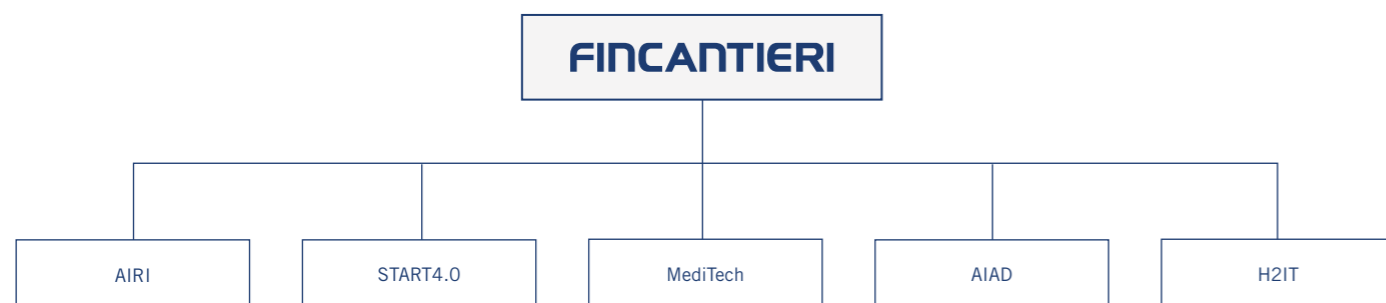 FINCANTIERI
AIRI
START4.0
MediTech
AIAD
H2IT